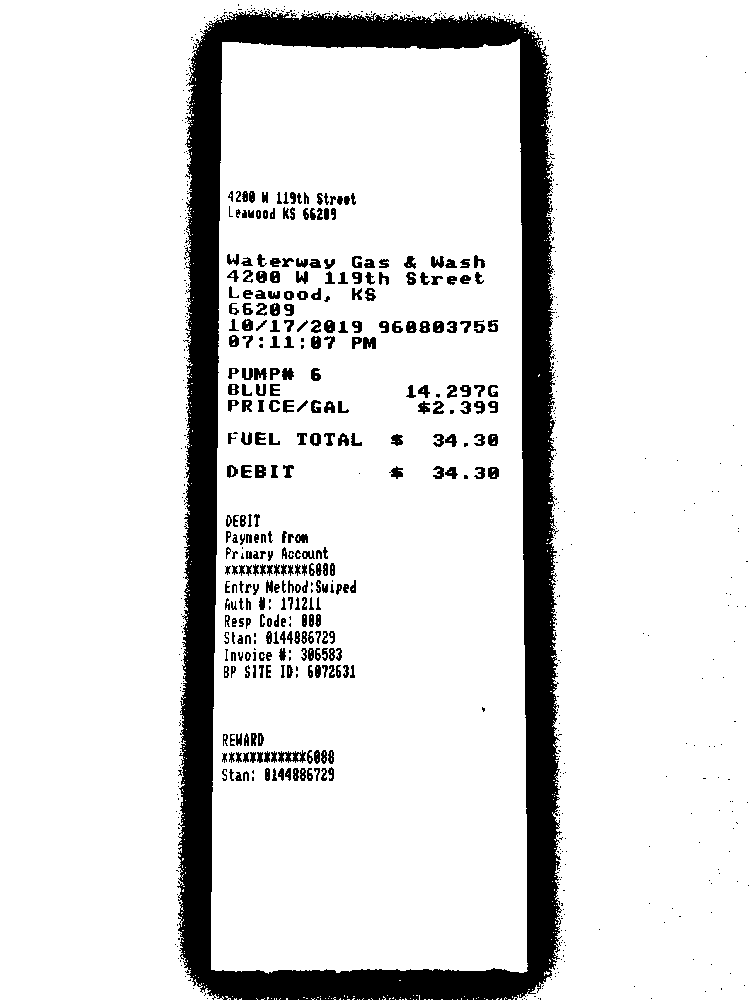 4200 W 119th Street
Leawood KS 66209
Waterway Gas & Wash
4200 W 119th Street
Leawood, KS
66209
10/17/2019 960803755
07:11:07 PM
PUMP# 6
BLUE 14.297G
PRICE/GAL $2.399
FUEL TOTAL $ 34.30
DEBIT $ 34.30
DEBIT
Payment from
Primary Account
************6088
Entry Method:Swiped
Auth #: 171211
Resp Code: 000
Stan: 0144886729
Invoice #: 306583
BP SITE ID: 6072631
REWARD
************6088
Stan: 0144886729